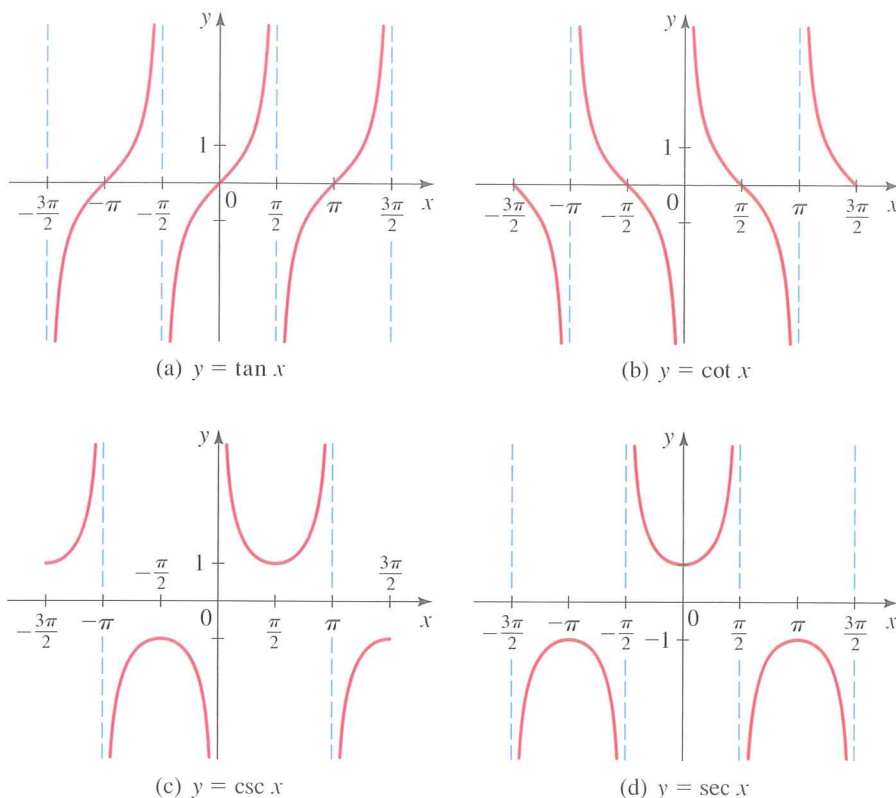 y
y
1
1
-3π/2 -π -π/2 0 π/2 π 3π/2 x
-3π/2 -π -π/2 0 π/2 π 3π/2 x
(a) y = tan x
(b) y = cot x
y
y
1
-π/2
3π/2
-3π/2 -π 0 π/2 π x
-3π/2 -π -π/2 0 π/2 π 3π/2 x
-1
(c) y = csc x
(d) y = sec x